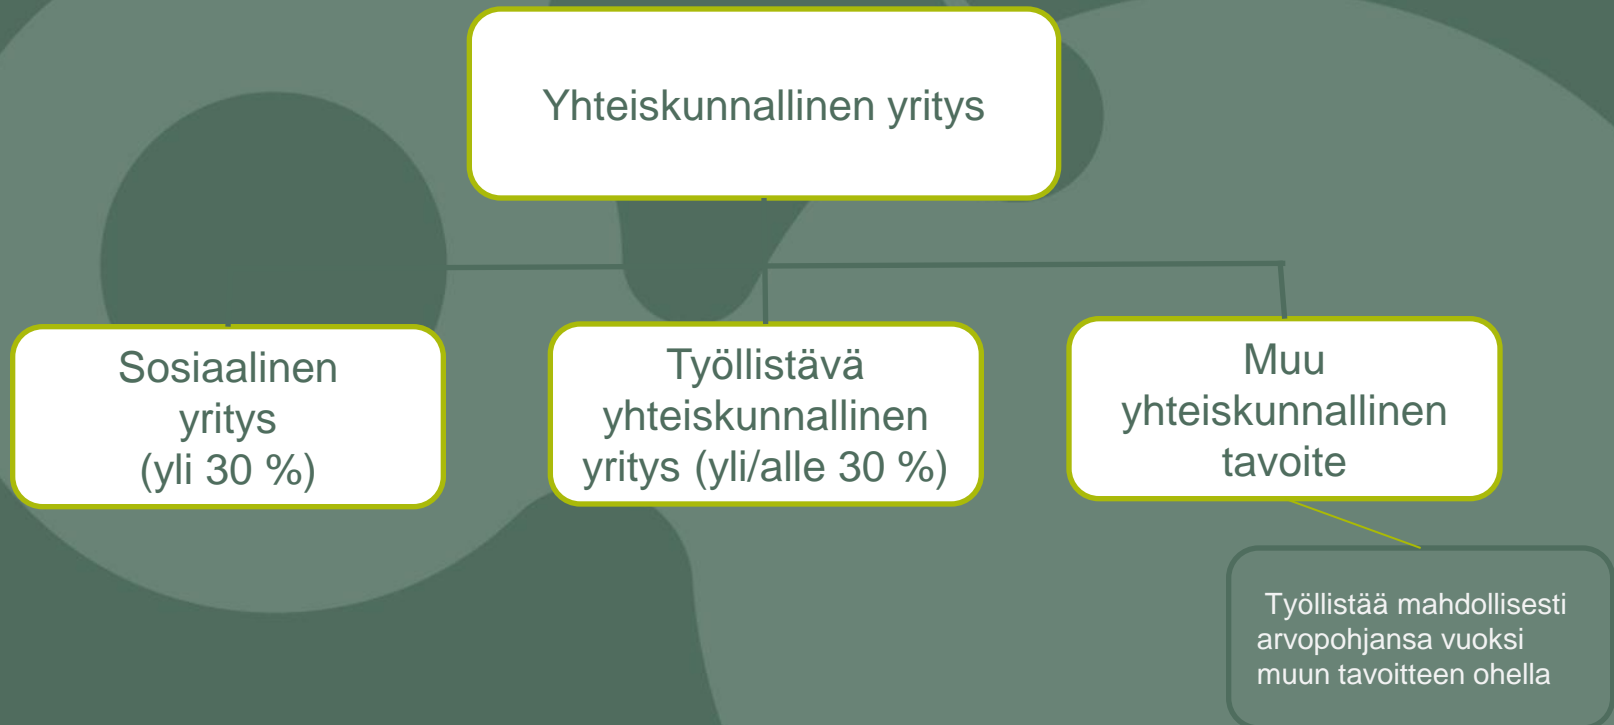 Yhteiskunnallinen yritys
Sosiaalinen
yritys
(yli 30 %)
Työllistävä
yhteiskunnallinen
yritys (yli/alle 30 %)
Muu
yhteiskunnallinen
tavoite
Työllistää mahdollisesti
arvopohjansa vuoksi
muun tavoitteen ohella